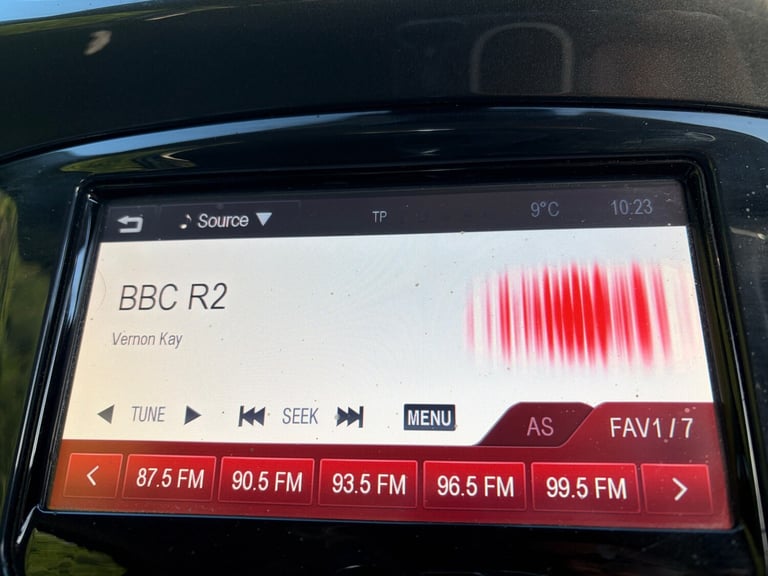 Source TP 9°C 10:23
BBC R2
Vernon Kay
TUNE SEEK MENU AS FAV1/7
87.5 FM 90.5 FM 93.5 FM 96.5 FM 99.5 FM